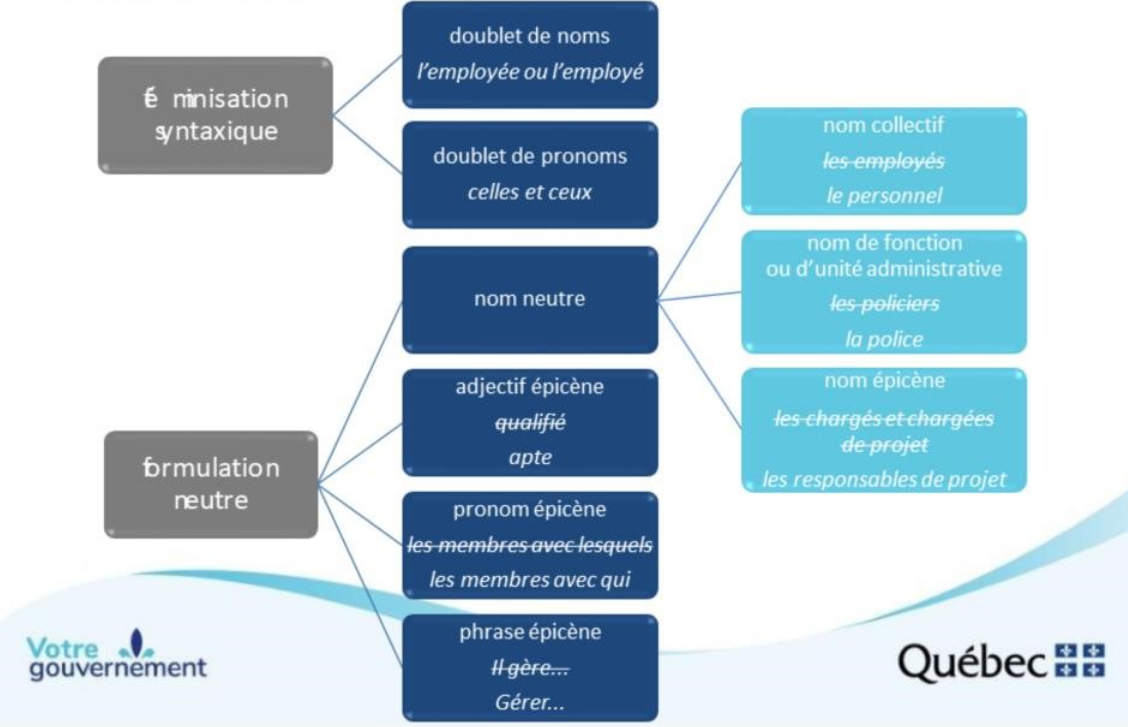 fé minisation
syntaxique
doublet de noms
l'employée ou l'employé
doublet de pronoms
celles et ceux
formulation
neutre
nom neutre
nom collectif
les employés
le personnel
nom de fonction
ou d'unité administrative
les policiers
la police
nom épicène
les chargés et chargées
de projet
les responsables de projet
adjectif épicène
qualifié
apte
pronom épicène
les membres avec lesquels
les membres avec qui
phrase épicène
Il gère...
Gérer...
Votre
gouvernement
Québec